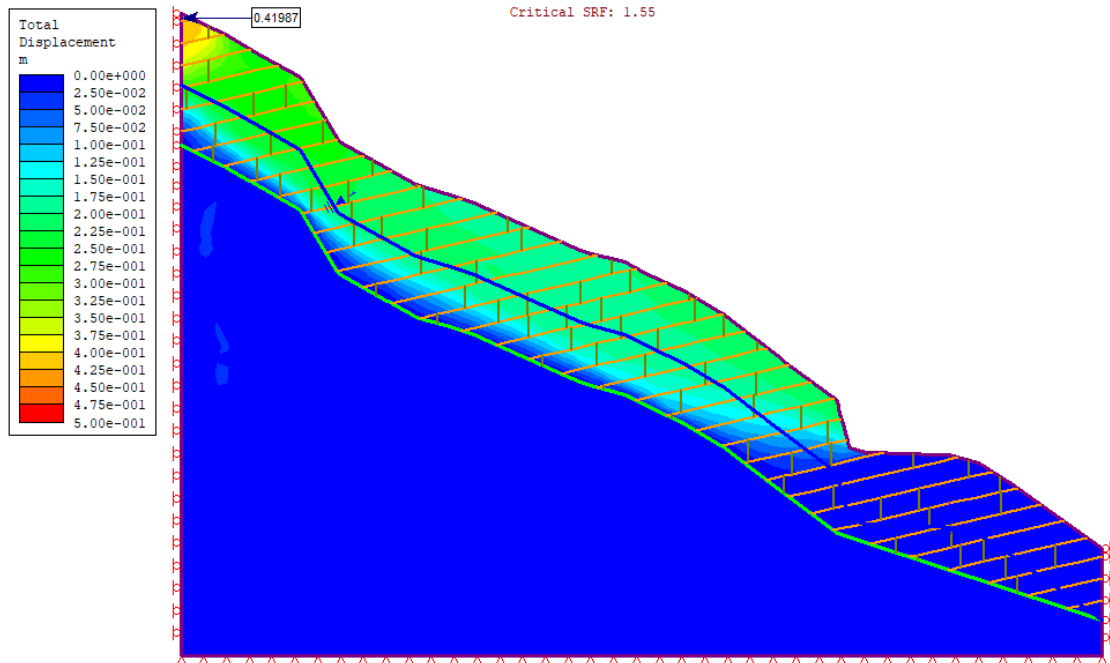 Critical SRF: 1.55
0.41987
Total
Displacement
m
0.00e+000
2.50e-002
5.00e-002
7.50e-002
1.00e-001
1.25e-001
1.50e-001
1.75e-001
2.00e-001
2.25e-001
2.50e-001
2.75e-001
3.00e-001
3.25e-001
3.50e-001
3.75e-001
4.00e-001
4.25e-001
4.50e-001
4.75e-001
5.00e-001